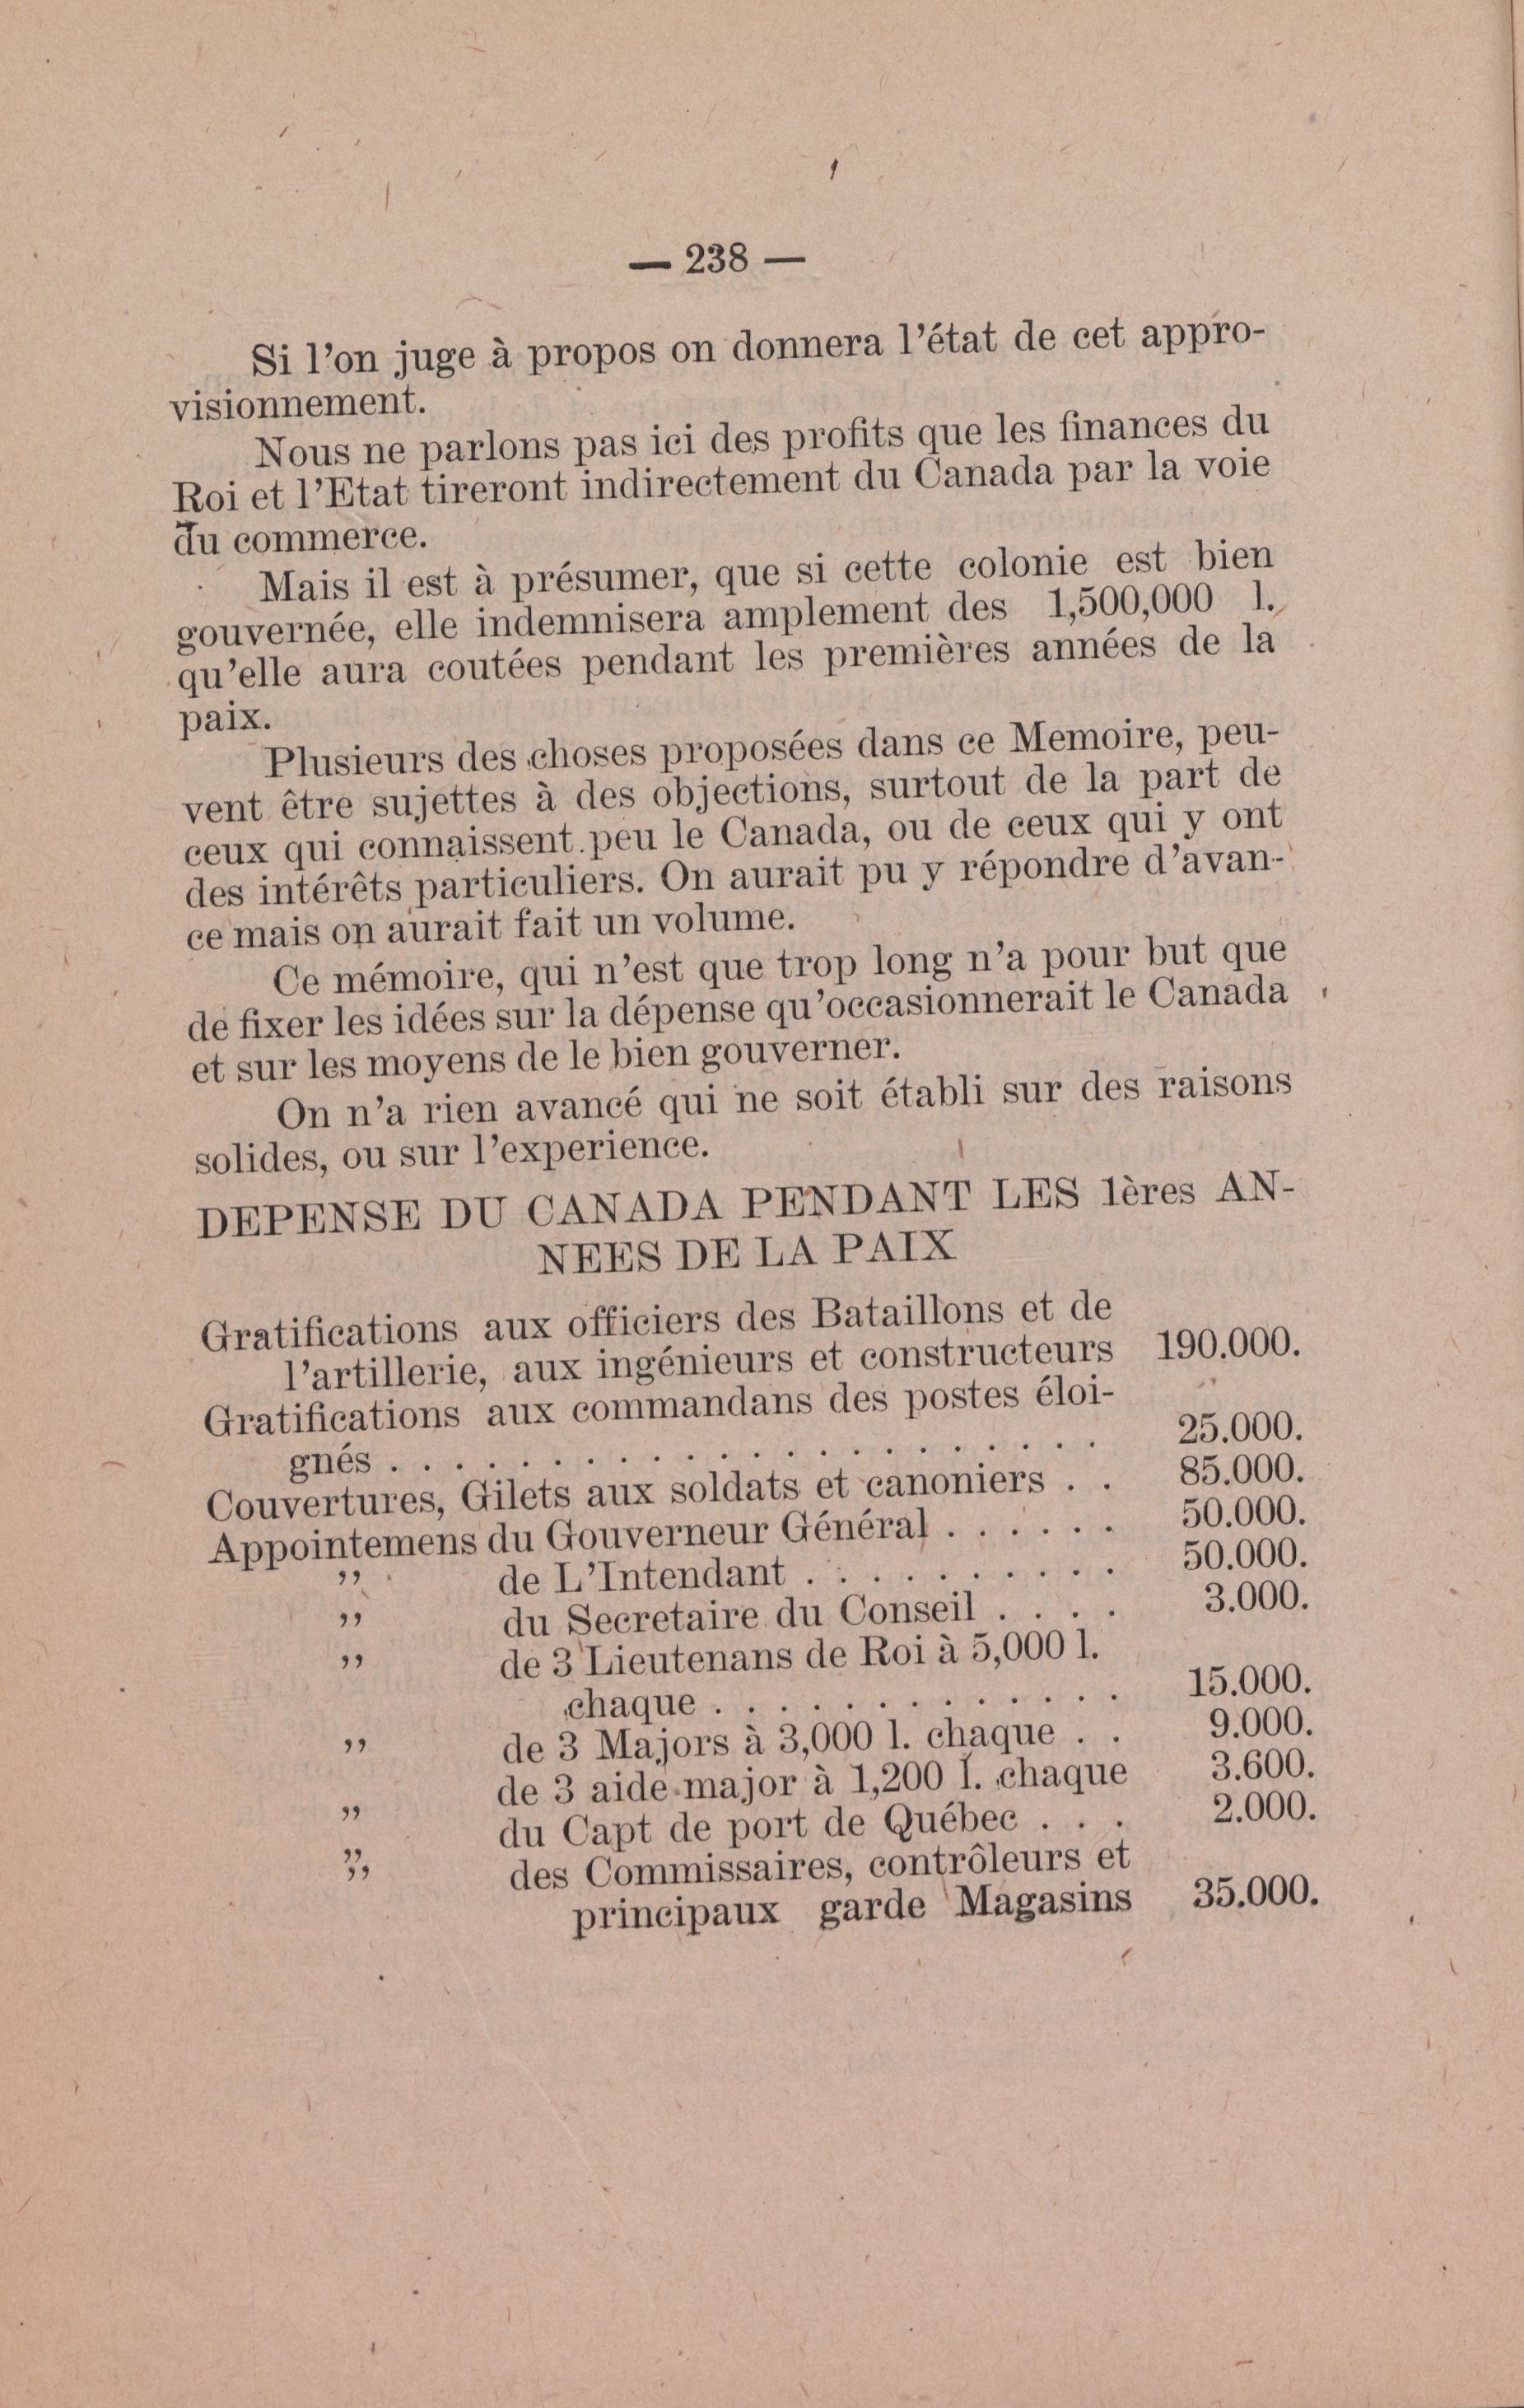 — 238 —
Si l'on juge à propos on donnera l'état de cet appro-
visionnement.
Nous ne parlons pas ici des profits que les finances du
Roi et l'Etat tireront indirectement du Canada par la voie
du commerce.
Mais il est à présumer, que si cette colonie est bien
gouvernée, elle indemnisera amplement des 1,500,000 l.
qu'elle aura coutées pendant les premières années de la
paix.
Plusieurs des choses proposées dans ce Memoire, peu-
vent être sujettes à des objections, surtout de la part de
ceux qui connaissent peu le Canada, ou de ceux qui y ont
des intérêts particuliers. On aurait pu y répondre d'avan-
ce mais on aurait fait un volume.
Ce mémoire, qui n'est que trop long n'a pour but que
de fixer les idées sur la dépense qu'occasionnerait le Canada
et sur les moyens de le bien gouverner.
On n'a rien avancé qui ne soit établi sur des raisons
solides, ou sur l'experience.
DEPENSE DU CANADA PENDANT LES 1ères AN-
NEES DE LA PAIX
Gratifications aux officiers des Bataillons et de
l'artillerie, aux ingénieurs et constructeurs 190.000.
Gratifications aux commandans des postes éloi-
gnés . . . . . . . . . . . . . . . . . . . . . . 25.000.
Couvertures, Gilets aux soldats et canoniers . . 85.000.
Appointemens du Gouverneur Général . . . . . . 50.000.
,, de L'Intendant . . . . . . . . . . 50.000.
,, du Secretaire du Conseil . . . . 3.000.
,, de 3 Lieutenans de Roi à 5,000 l.
chaque . . . . . . . . . . . . . 15.000.
,, de 3 Majors à 3,000 l. chaque . . 9.000.
de 3 aide-major à 1,200 l. chaque 3.600.
,, du Capt de port de Québec . . . 2.000.
,, des Commissaires, contrôleurs et
,, principaux garde Magasins 35.000.